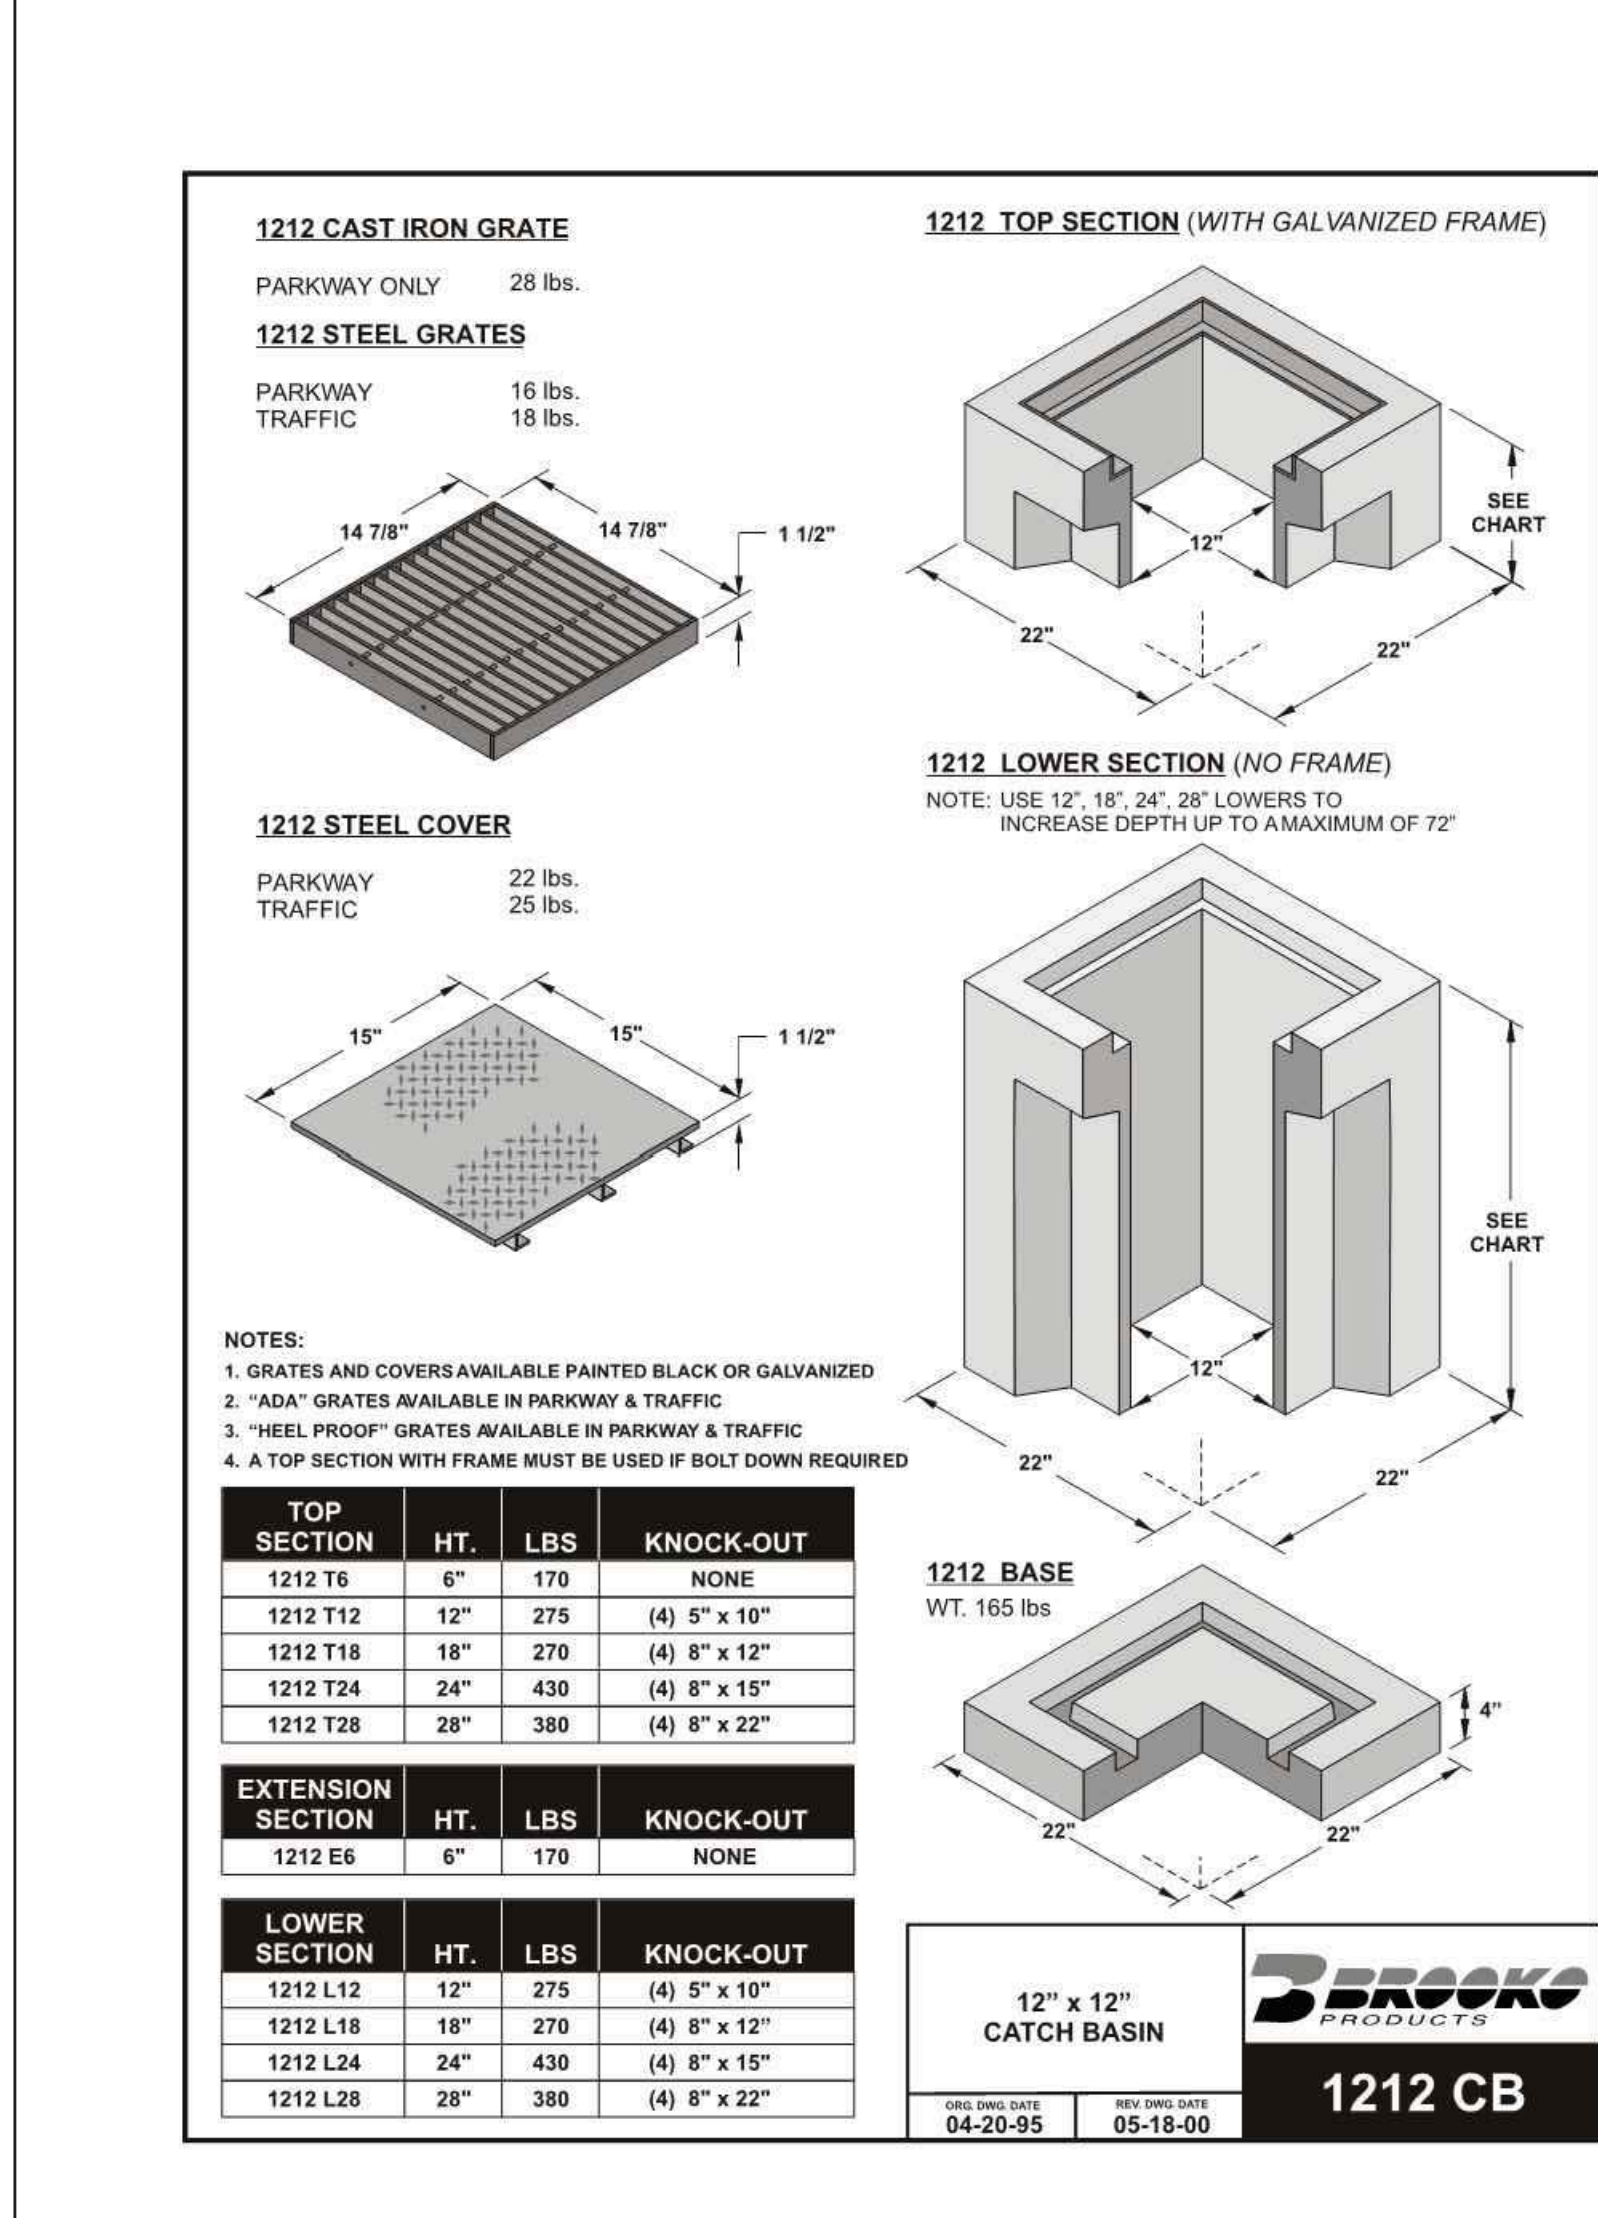 1212 CAST IRON GRATE
PARKWAY ONLY 28 lbs.
1212 STEEL GRATES
PARKWAY 16 lbs.
TRAFFIC 18 lbs.
14 7/8"
14 7/8"
1 1/2"
1212 STEEL COVER
PARKWAY 22 lbs.
TRAFFIC 25 lbs.
15"
15"
1 1/2"
NOTES:
1. GRATES AND COVERS AVAILABLE PAINTED BLACK OR GALVANIZED
2. “ADA” GRATES AVAILABLE IN PARKWAY & TRAFFIC
3. “HEEL PROOF” GRATES AVAILABLE IN PARKWAY & TRAFFIC
4. A TOP SECTION WITH FRAME MUST BE USED IF BOLT DOWN REQUIRED
TOP
SECTION HT. LBS KNOCK-OUT
1212 T6 6" 170 NONE
1212 T12 12" 275 (4) 5" x 10"
1212 T18 18" 270 (4) 8" x 12"
1212 T24 24" 430 (4) 8" x 15"
1212 T28 28" 380 (4) 8" x 22"
EXTENSION
SECTION HT. LBS KNOCK-OUT
1212 E6 6" 170 NONE
LOWER
SECTION HT. LBS KNOCK-OUT
1212 L12 12" 275 (4) 5" x 10"
1212 L18 18" 270 (4) 8" x 12”
1212 L24 24" 430 (4) 8" x 15"
1212 L28 28" 380 (4) 8" x 22"
1212 TOP SECTION (WITH GALVANIZED FRAME)
SEE
CHART
12"
22"
22"
1212 LOWER SECTION (NO FRAME)
NOTE: USE 12”, 18”, 24”, 28” LOWERS TO
INCREASE DEPTH UP TO A MAXIMUM OF 72”
SEE
CHART
12"
22"
22"
1212 BASE
WT. 165 lbs
4”
22"
22"
12” x 12”
CATCH BASIN
ORG. DWG. DATE
04-20-95
REV. DWG. DATE
05-18-00
BROOKS
PRODUCTS
1212 CB